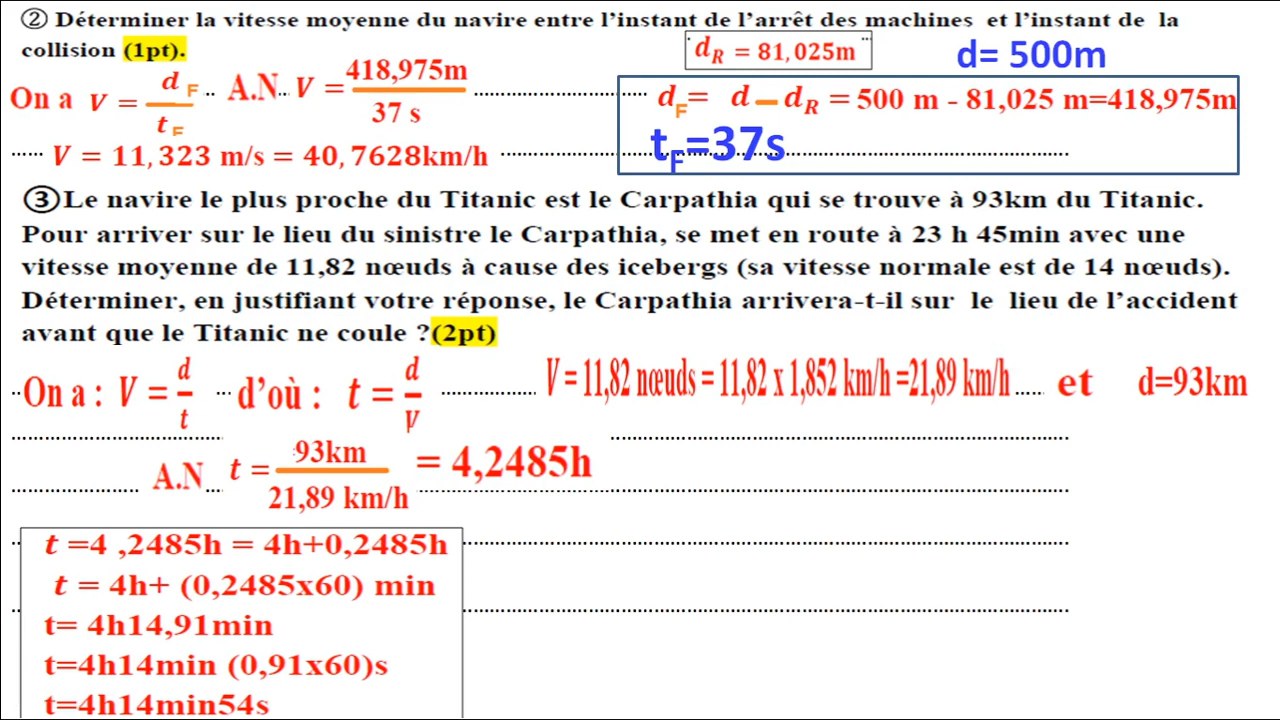 ② Déterminer la vitesse moyenne du navire entre l'instant de l'arrêt des machines et l'instant de la
collision (1pt).
d_R = 81,025m
d= 500m
On a V = d_F / t_F A.N V = 418,975m / 37 s
d_F = d – d_R = 500 m - 81,025 m=418,975m
t_F=37s
V = 11,323 m/s = 40,7628km/h
③Le navire le plus proche du Titanic est le Carpathia qui se trouve à 93km du Titanic.
Pour arriver sur le lieu du sinistre le Carpathia, se met en route à 23 h 45min avec une
vitesse moyenne de 11,82 nœuds à cause des icebergs (sa vitesse normale est de 14 nœuds).
Déterminer, en justifiant votre réponse, le Carpathia arrivera-t-il sur le lieu de l'accident
avant que le Titanic ne coule ?(2pt)
On a : V = d / t d'où : t = d / V V = 11,82 nœuds = 11,82 x 1,852 km/h =21,89 km/h et d=93km
A.N t = 93km / 21,89 km/h = 4,2485h
t =4 ,2485h = 4h+0,2485h
t = 4h+ (0,2485x60) min
t= 4h14,91min
t=4h14min (0,91x60)s
t=4h14min54s